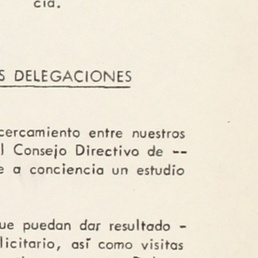 cia.
S DELEGACIONES
cercamiento entre nuestros
l Consejo Directivo de --
e a conciencia un estudio
ue puedan dar resultado -
licitario, así como visitas